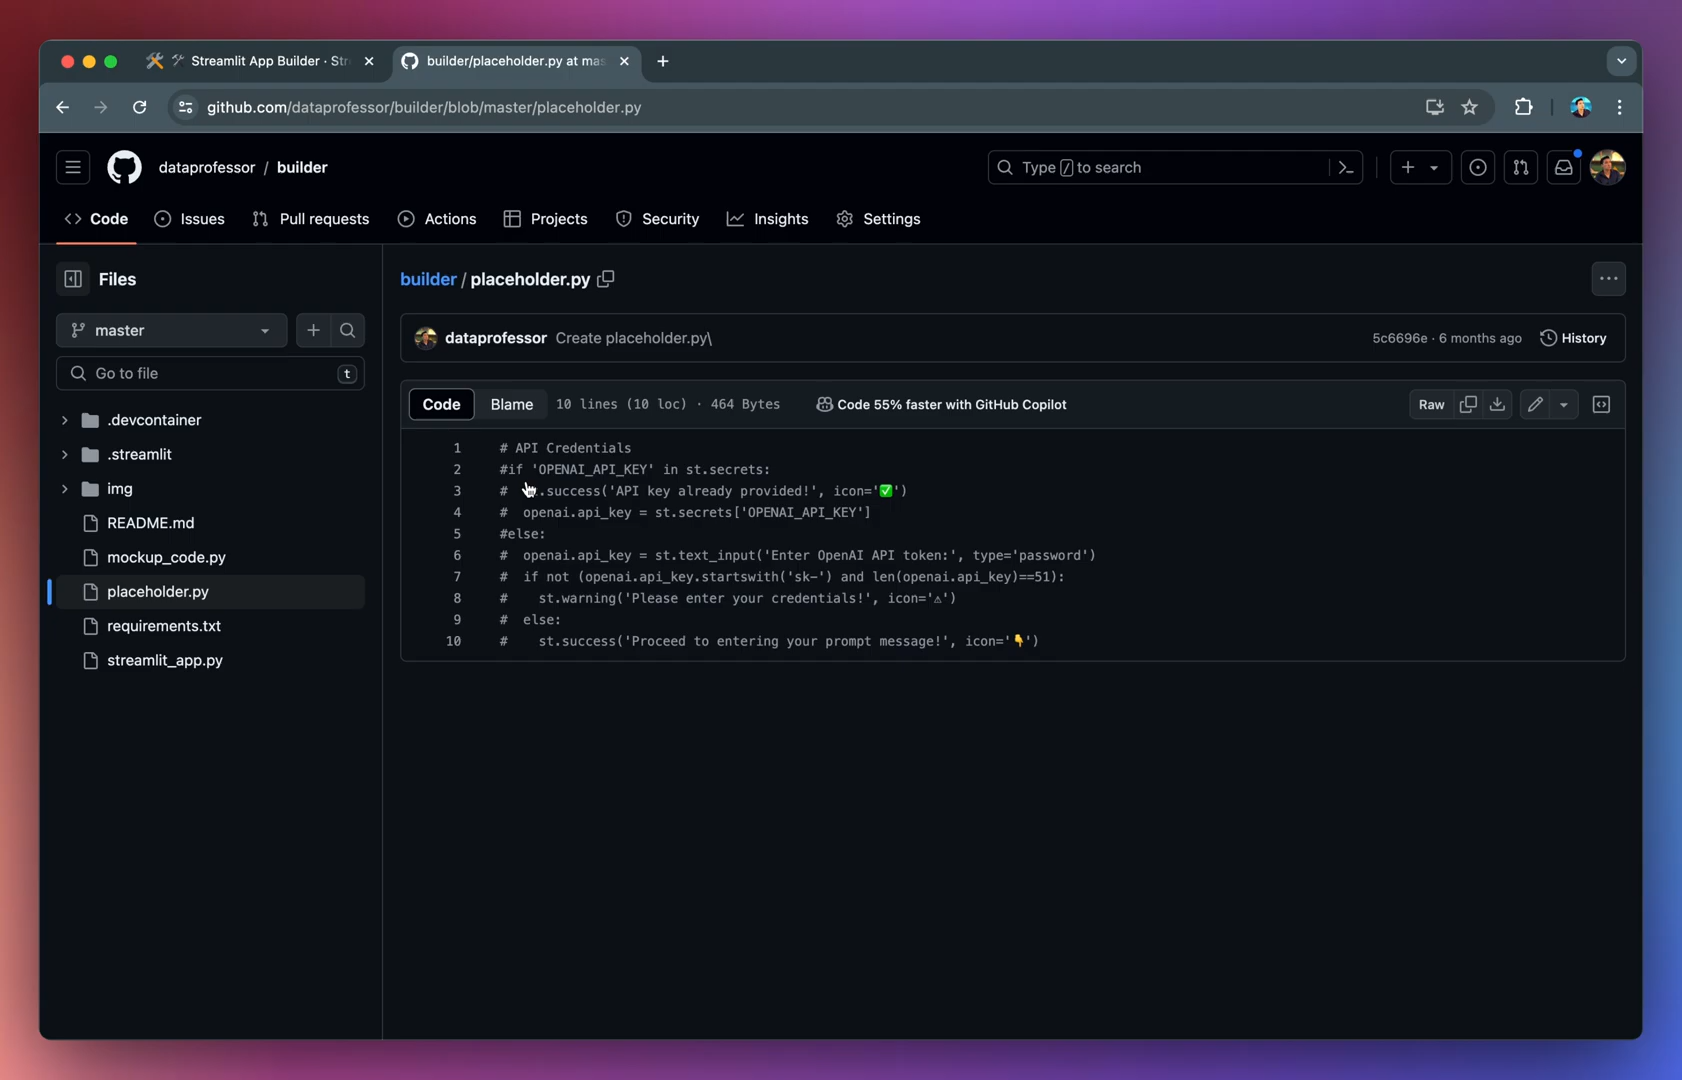 Streamlit App Builder · Str
builder/placeholder.py at mas
github.com/dataprofessor/builder/blob/master/placeholder.py
dataprofessor / builder
Type / to search
Code
Issues
Pull requests
Actions
Projects
Security
Insights
Settings
Files
master
Go to file
t
.devcontainer
.streamlit
img
README.md
mockup_code.py
placeholder.py
requirements.txt
streamlit_app.py
builder / placeholder.py
dataprofessor Create placeholder.py\
5c6696e · 6 months ago
History
Code
Blame
10 lines (10 loc) · 464 Bytes
Code 55% faster with GitHub Copilot
Raw
1 # API Credentials
2 #if 'OPENAI_API_KEY' in st.secrets:
3 # .success('API key already provided!', icon='✅')
4 # openai.api_key = st.secrets['OPENAI_API_KEY']
5 #else:
6 # openai.api_key = st.text_input('Enter OpenAI API token:', type='password')
7 # if not (openai.api_key.startswith('sk-') and len(openai.api_key)==51):
8 # st.warning('Please enter your credentials!', icon='⚠')
9 # else:
10 # st.success('Proceed to entering your prompt message!', icon='👇')